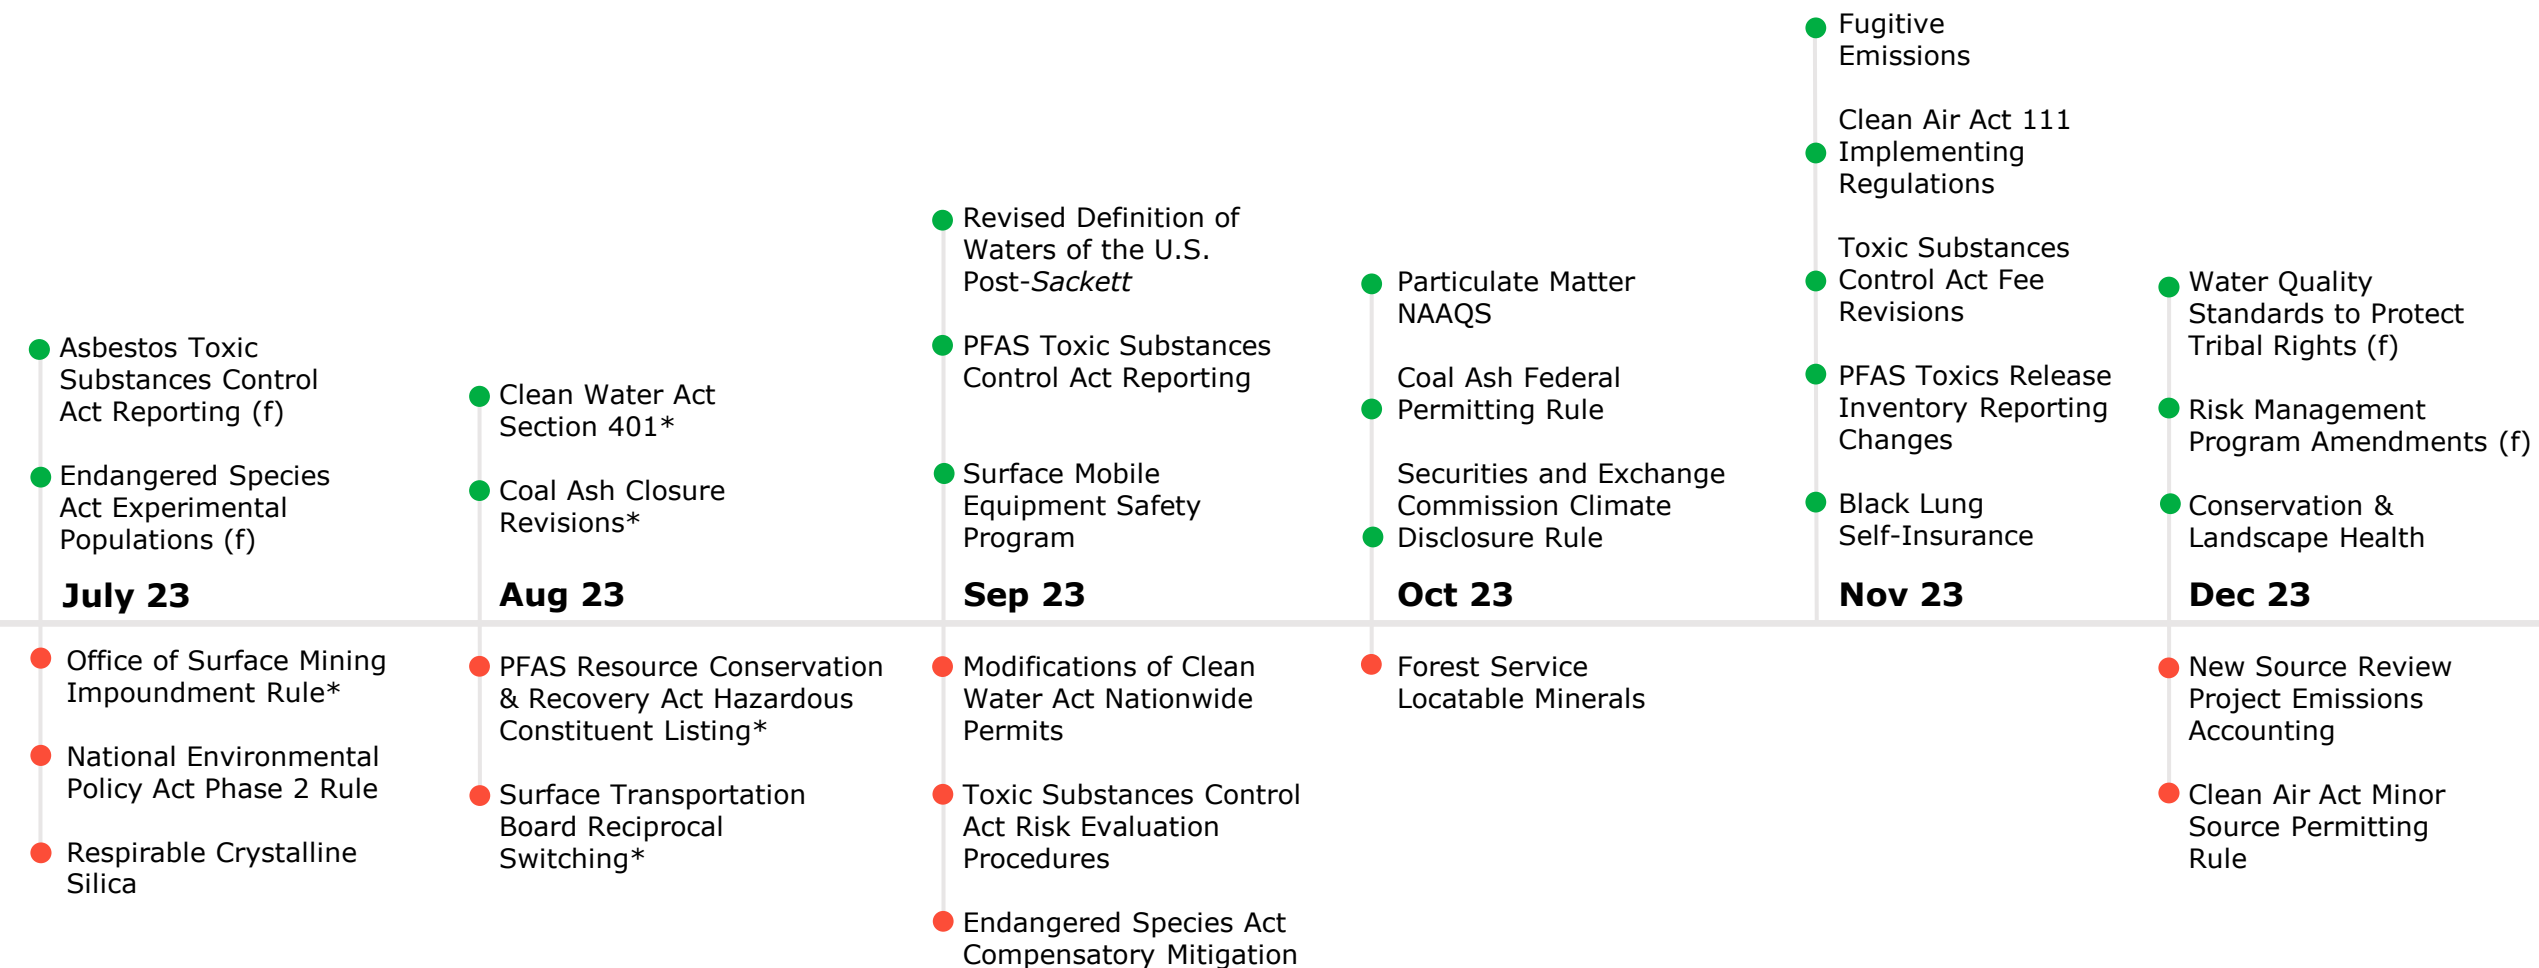 Asbestos Toxic
Substances Control
Act Reporting (f)
Endangered Species
Act Experimental
Populations (f)
July 23
Office of Surface Mining
Impoundment Rule*
National Environmental
Policy Act Phase 2 Rule
Respirable Crystalline
Silica
Clean Water Act
Section 401*
Coal Ash Closure
Revisions*
Aug 23
PFAS Resource Conservation
& Recovery Act Hazardous
Constituent Listing*
Surface Transportation
Board Reciprocal
Switching*
Revised Definition of
Waters of the U.S.
Post-Sackett
PFAS Toxic Substances
Control Act Reporting
Surface Mobile
Equipment Safety
Program
Sep 23
Modifications of Clean
Water Act Nationwide
Permits
Toxic Substances Control
Act Risk Evaluation
Procedures
Endangered Species Act
Compensatory Mitigation
Particulate Matter
NAAQS
Coal Ash Federal
Permitting Rule
Securities and Exchange
Commission Climate
Disclosure Rule
Oct 23
Forest Service
Locatable Minerals
Fugitive
Emissions
Clean Air Act 111
Implementing
Regulations
Toxic Substances
Control Act Fee
Revisions
PFAS Toxics Release
Inventory Reporting
Changes
Black Lung
Self-Insurance
Nov 23
Water Quality
Standards to Protect
Tribal Rights (f)
Risk Management
Program Amendments (f)
Conservation &
Landscape Health
Dec 23
New Source Review
Project Emissions
Accounting
Clean Air Act Minor
Source Permitting
Rule